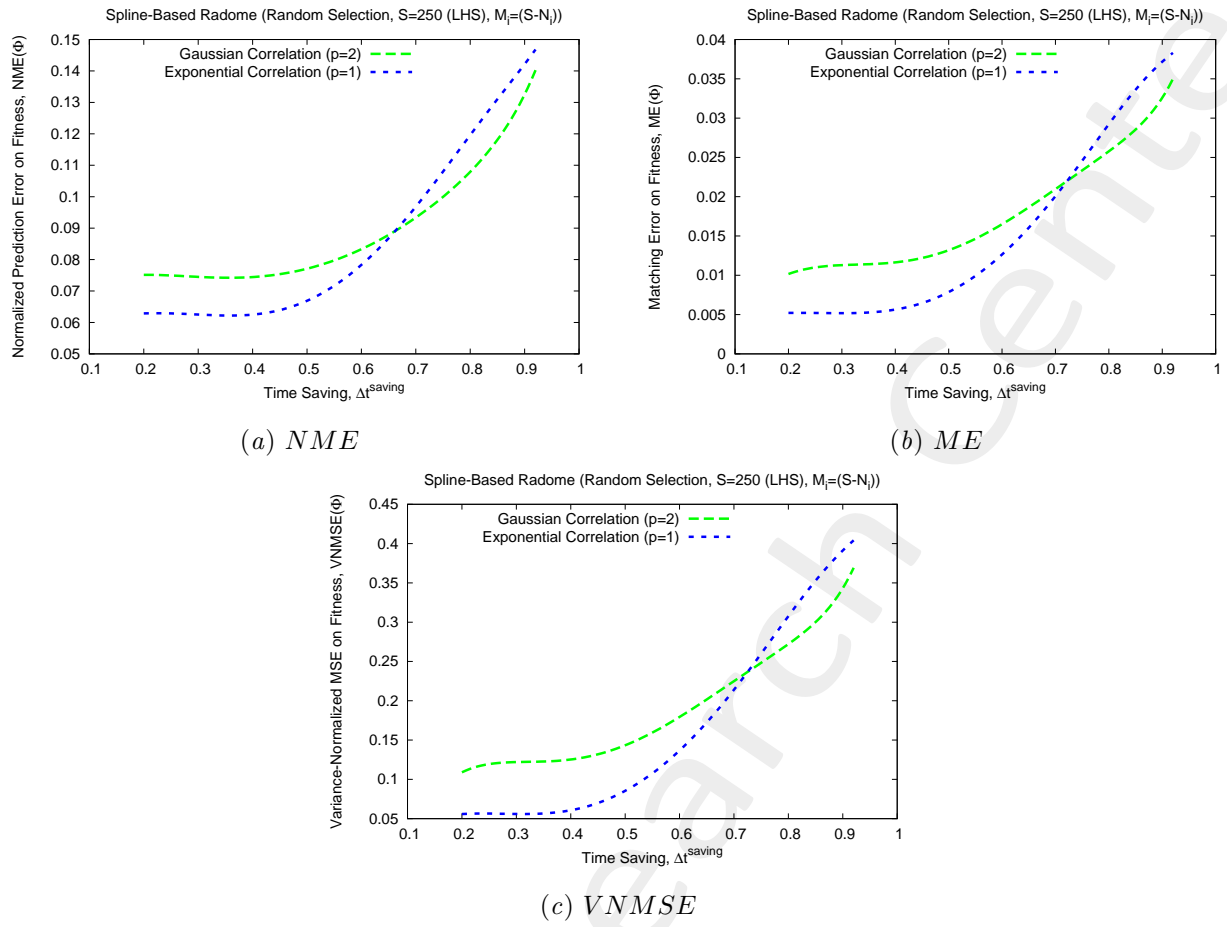 Spline-Based Radome (Random Selection, S=250 (LHS), Mᵢ=(S-Nᵢ))
Normalized Prediction Error on Fitness, NME(Φ)
Gaussian Correlation (p=2)
Exponential Correlation (p=1)
0.15
0.14
0.13
0.12
0.11
0.1
0.09
0.08
0.07
0.06
0.05
0.1 0.2 0.3 0.4 0.5 0.6 0.7 0.8 0.9 1
Time Saving, Δt^saving
(a) NME
Spline-Based Radome (Random Selection, S=250 (LHS), Mᵢ=(S-Nᵢ))
Matching Error on Fitness, ME(Φ)
Gaussian Correlation (p=2)
Exponential Correlation (p=1)
0.04
0.035
0.03
0.025
0.02
0.015
0.01
0.005
0
0.1 0.2 0.3 0.4 0.5 0.6 0.7 0.8 0.9 1
Time Saving, Δt^saving
(b) ME
Spline-Based Radome (Random Selection, S=250 (LHS), Mᵢ=(S-Nᵢ))
Variance-Normalized MSE on Fitness, VNMSE(Φ)
Gaussian Correlation (p=2)
Exponential Correlation (p=1)
0.45
0.4
0.35
0.3
0.25
0.2
0.15
0.1
0.05
0.1 0.2 0.3 0.4 0.5 0.6 0.7 0.8 0.9 1
Time Saving, Δt^saving
(c) VNMSE